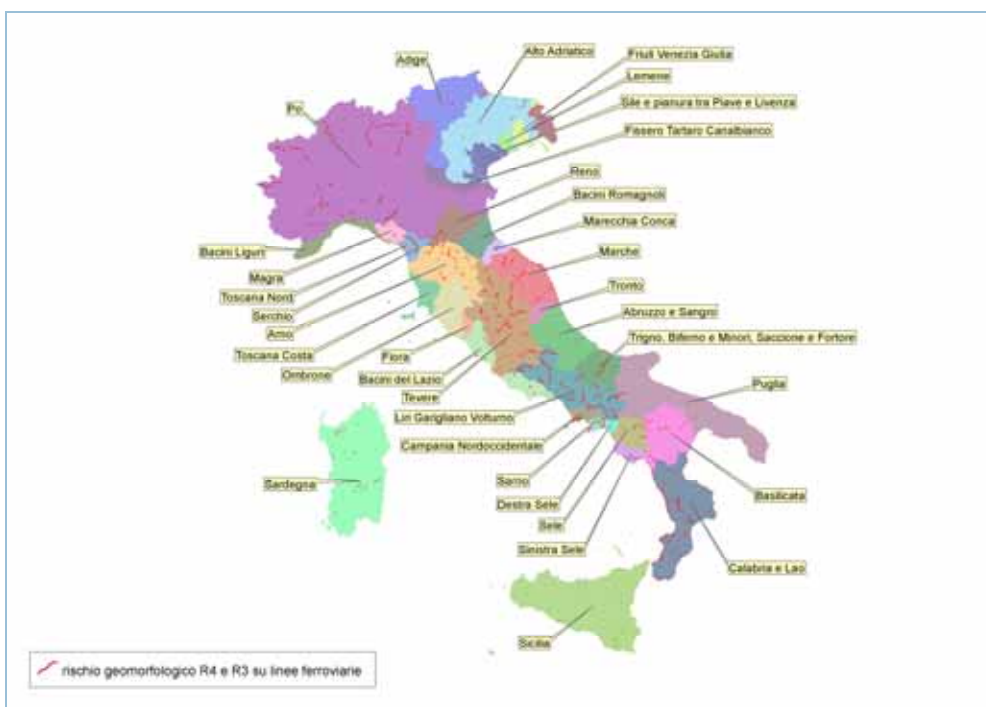 Friuli Venezia Giulia
Alto Adriatico
Adige
Lemene
Sile e pianura tra Piave e Livenza
Po
Fissero Tartaro Canalbianco
Reno
Bacini Romagnoli
Marecchia Conca
Bacini Liguri
Marche
Magra
Toscana Nord
Tronto
Serchio
Abruzzo e Sangro
Arno
Trigno, Biferno e Minori, Saccione e Fortore
Toscana Costa
Fiora
Ombrone
Bacini del Lazio
Puglia
Tevere
Liri Garigliano Volturno
Campania Nordoccidentale
Sarno
Sardegna
Basilicata
Destra Sele
Sele
Sinistra Sele
Calabria e Lao
Sicilia
rischio geomorfologico R4 e R3 su linee ferroviarie